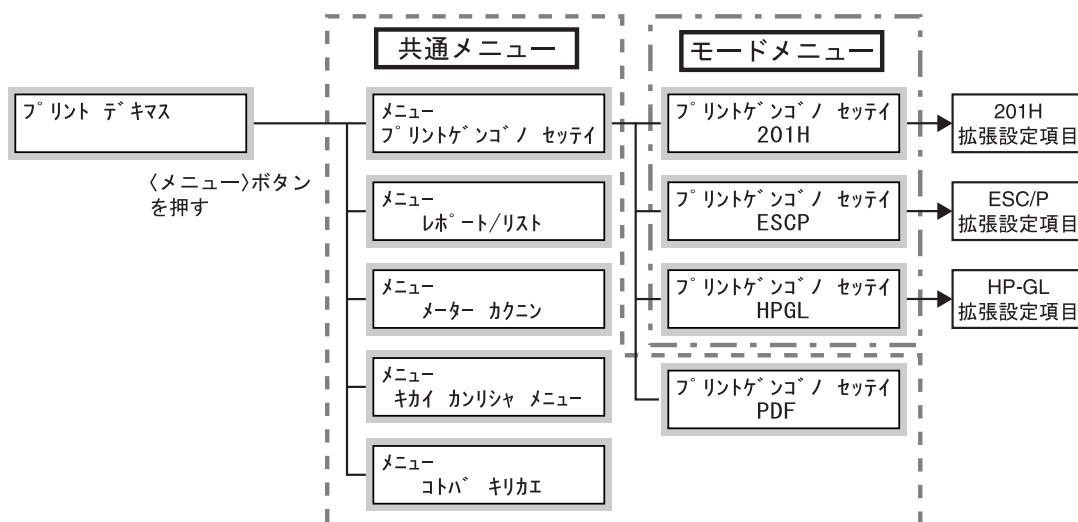 共通メニュー
モードメニュー
プリント デキマス
〈メニュー〉ボタン
を押す
メニュー
プリントゲンゴノ セッテイ
メニュー
レポート/リスト
メニュー
メーター カクニン
メニュー
キカイ カンリシャ メニュー
メニュー
コトバ キリカエ
プリントゲンゴノ セッテイ
201H
プリントゲンゴノ セッテイ
ESCP
プリントゲンゴノ セッテイ
HPGL
プリントゲンゴノ セッテイ
PDF
201H
拡張設定項目
ESC/P
拡張設定項目
HP-GL
拡張設定項目